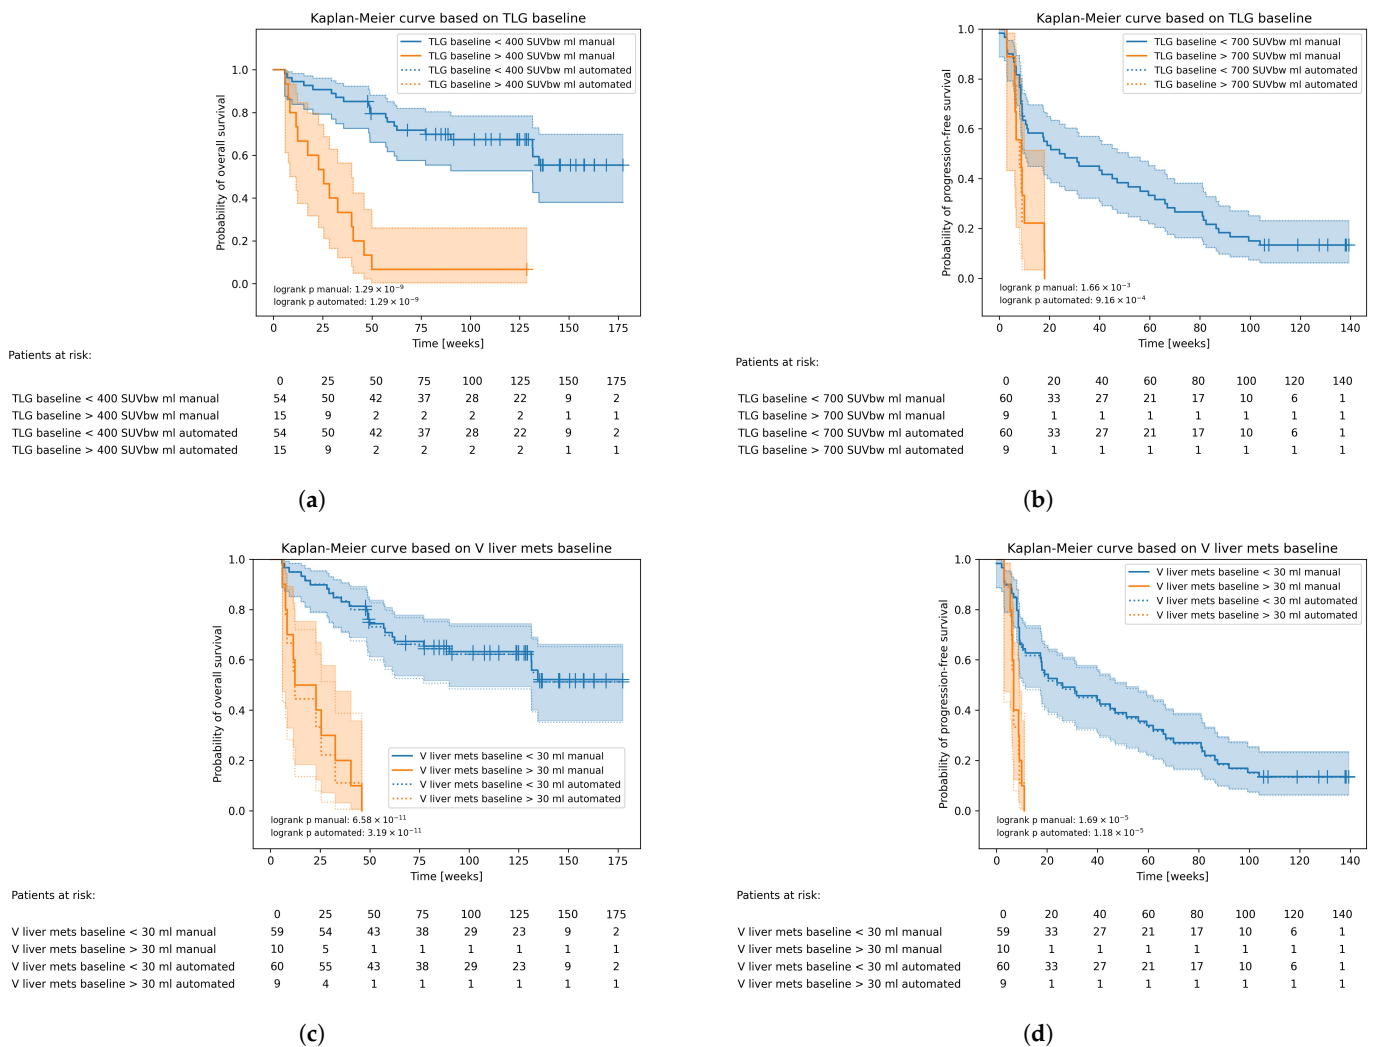 Kaplan-Meier curve based on TLG baseline
Probability of overall survival
1.0
0.8
0.6
0.4
0.2
0.0
TLG baseline < 400 SUVbw ml manual
TLG baseline > 400 SUVbw ml manual
TLG baseline < 400 SUVbw ml automated
TLG baseline > 400 SUVbw ml automated
logrank p manual: 1.29 × 10⁻⁹
logrank p automated: 1.29 × 10⁻⁹
0 25 50 75 100 125 150 175
Time [weeks]
Patients at risk:
0 25 50 75 100 125 150 175
TLG baseline < 400 SUVbw ml manual 54 50 42 37 28 22 9 2
TLG baseline > 400 SUVbw ml manual 15 9 2 2 2 2 1 1
TLG baseline < 400 SUVbw ml automated 54 50 42 37 28 22 9 2
TLG baseline > 400 SUVbw ml automated 15 9 2 2 2 2 1 1
(a)
Kaplan-Meier curve based on TLG baseline
Probability of progression-free survival
1.0
0.8
0.6
0.4
0.2
0.0
TLG baseline < 700 SUVbw ml manual
TLG baseline > 700 SUVbw ml manual
TLG baseline < 700 SUVbw ml automated
TLG baseline > 700 SUVbw ml automated
logrank p manual: 1.66 × 10⁻³
logrank p automated: 9.16 × 10⁻⁴
0 20 40 60 80 100 120 140
Time [weeks]
Patients at risk:
0 20 40 60 80 100 120 140
TLG baseline < 700 SUVbw ml manual 60 33 27 21 17 10 6 1
TLG baseline > 700 SUVbw ml manual 9 1 1 1 1 1 1 1
TLG baseline < 700 SUVbw ml automated 60 33 27 21 17 10 6 1
TLG baseline > 700 SUVbw ml automated 9 1 1 1 1 1 1 1
(b)
Kaplan-Meier curve based on V liver mets baseline
Probability of overall survival
1.0
0.8
0.6
0.4
0.2
0.0
V liver mets baseline < 30 ml manual
V liver mets baseline > 30 ml manual
V liver mets baseline < 30 ml automated
V liver mets baseline > 30 ml automated
logrank p manual: 6.58 × 10⁻¹¹
logrank p automated: 3.19 × 10⁻¹¹
0 25 50 75 100 125 150 175
Time [weeks]
Patients at risk:
0 25 50 75 100 125 150 175
V liver mets baseline < 30 ml manual 59 54 43 38 29 23 9 2
V liver mets baseline > 30 ml manual 10 5 1 1 1 1 1 1
V liver mets baseline < 30 ml automated 60 55 43 38 29 23 9 2
V liver mets baseline > 30 ml automated 9 4 1 1 1 1 1 1
(c)
Kaplan-Meier curve based on V liver mets baseline
Probability of progression-free survival
1.0
0.8
0.6
0.4
0.2
0.0
V liver mets baseline < 30 ml manual
V liver mets baseline > 30 ml manual
V liver mets baseline < 30 ml automated
V liver mets baseline > 30 ml automated
logrank p manual: 1.69 × 10⁻⁵
logrank p automated: 1.18 × 10⁻⁵
0 20 40 60 80 100 120 140
Time [weeks]
Patients at risk:
0 20 40 60 80 100 120 140
V liver mets baseline < 30 ml manual 59 33 27 21 17 10 6 1
V liver mets baseline > 30 ml manual 10 1 1 1 1 1 1 1
V liver mets baseline < 30 ml automated 60 33 27 21 17 10 6 1
V liver mets baseline > 30 ml automated 9 1 1 1 1 1 1 1
(d)